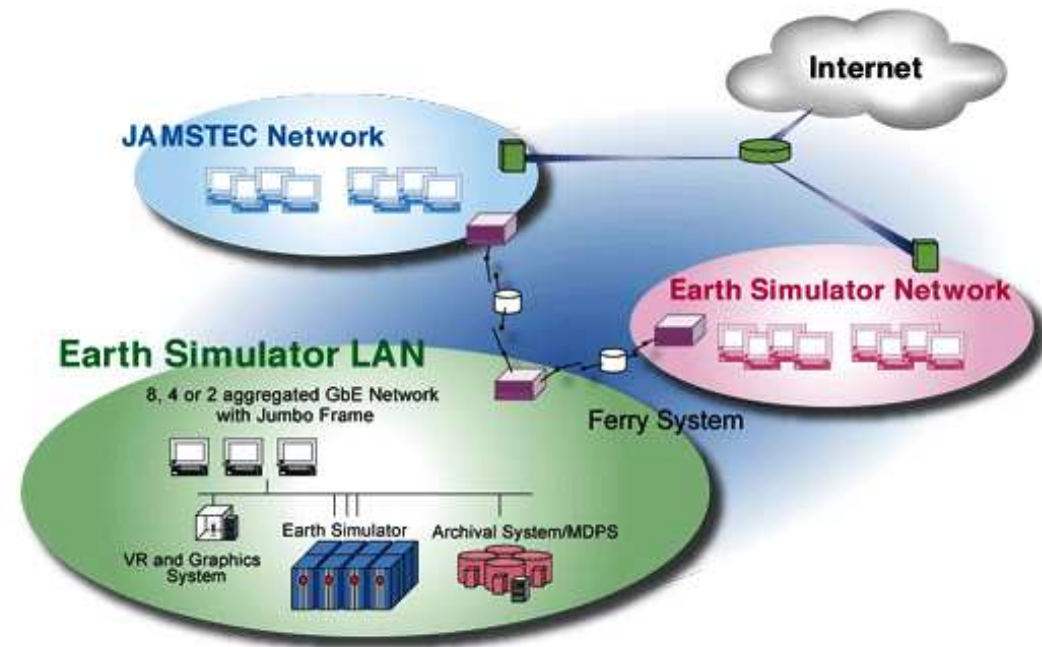 Internet
JAMSTEC Network
Earth Simulator Network
Earth Simulator LAN
8, 4 or 2 aggregated GbE Network
with Jumbo Frame
Ferry System
Earth Simulator
Archival System/MDPS
VR and Graphics
System